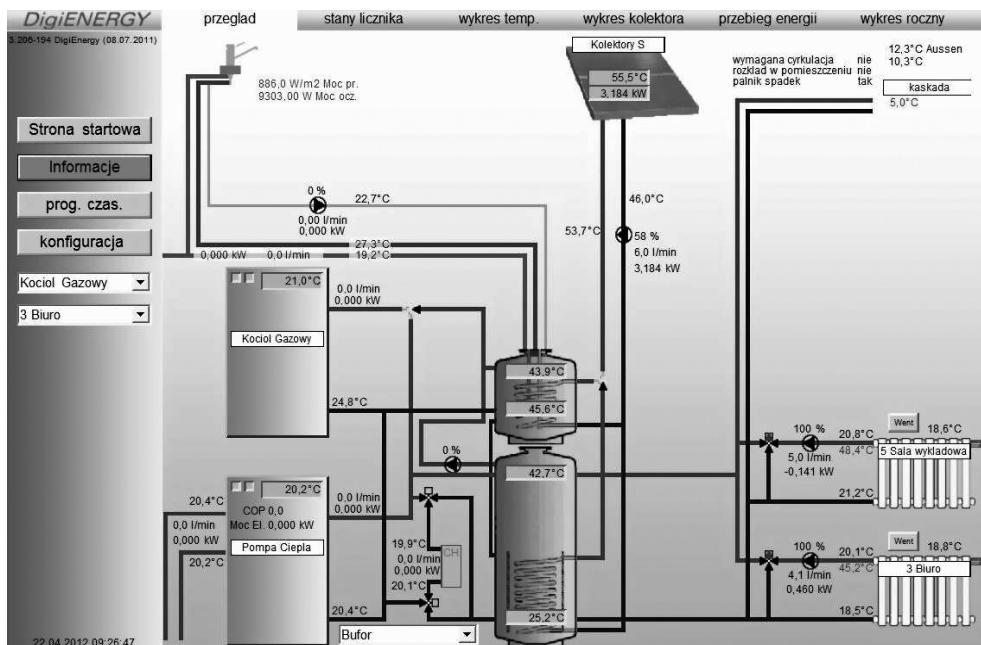 DigiENERGY
przeglad
stany licznika
wykres temp.
wykres kolektora
przebieg energii
wykres roczny
3.206-194 DigiEnergy (08.07.2011)
Strona startowa
Informacje
prog. czas.
konfiguracja
Kociol Gazowy
3 Biuro
22.04.2012 09:26:47
886,0 W/m2 Moc pr.
9303,00 W Moc ocz.
Kolektory S
55,5°C
3,184 kW
wymagana cyrkulacja nie
rozklad w pomieszczeniu nie
palnik spadek tak
12,3°C Aussen
10,3°C
kaskada
5,0°C
0 %
22,7°C
0,00 l/min
0,000 kW
46,0°C
53,7°C
58 %
6,0 l/min
3,184 kW
27,3°C
0,000 kW 0,0 l/min 19,2°C
21,0°C
0,0 l/min
0,000 kW
Kociol Gazowy
24,8°C
43,9°C
45,6°C
0 %
42,7°C
20,2°C
COP 0,0
Moc El. 0,000 kW
Pompa Ciepla
20,4°C
0,0 l/min
0,000 kW
20,2°C
0,0 l/min
0,000 kW
19,9°C
0,0 l/min
0,000 kW
CH
20,1°C
20,4°C
25,2°C
Bufor
Went
18,6°C
100 %
20,8°C
48,4°C
5,0 l/min
-0,141 kW
5 Sala wykladowa
21,2°C
Went
18,8°C
100 %
20,1°C
45,2°C
4,1 l/min
0,460 kW
3 Biuro
18,5°C